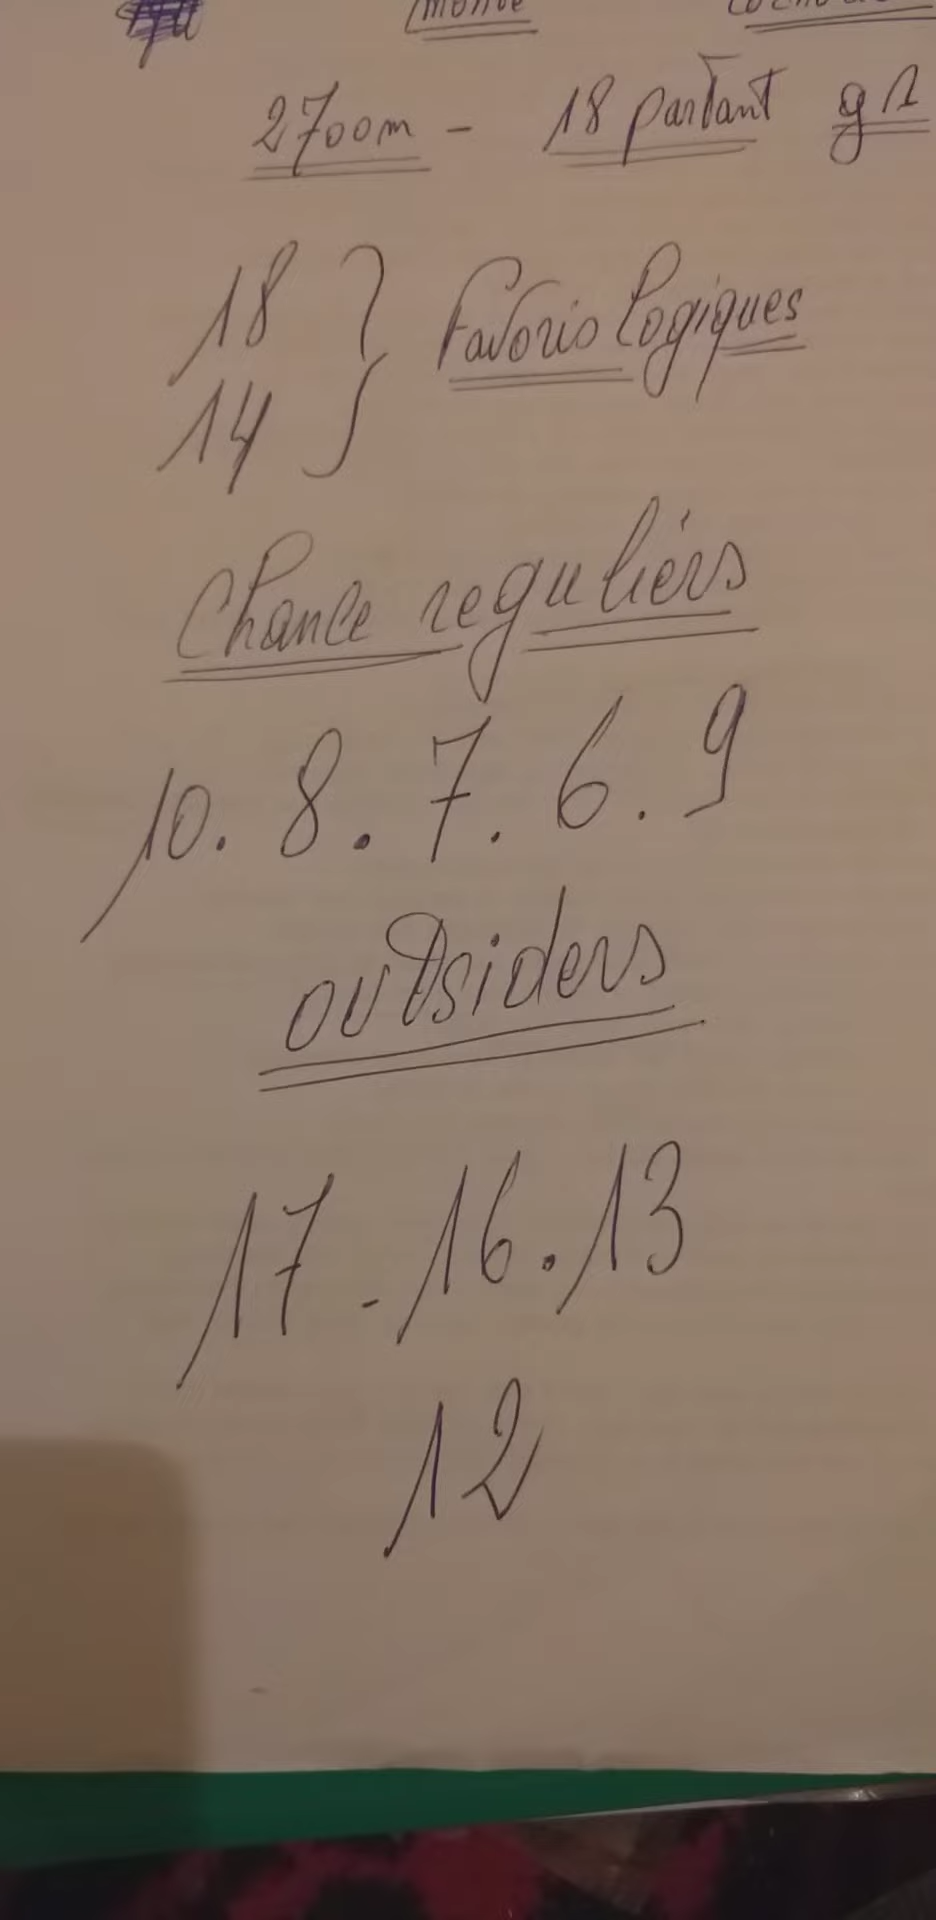 2700m - 18 partant g1
18
14 } Favoris logiques
Chance reguliérs
10. 8. 7. 6. 9
outsiders
17 - 16. 13
12